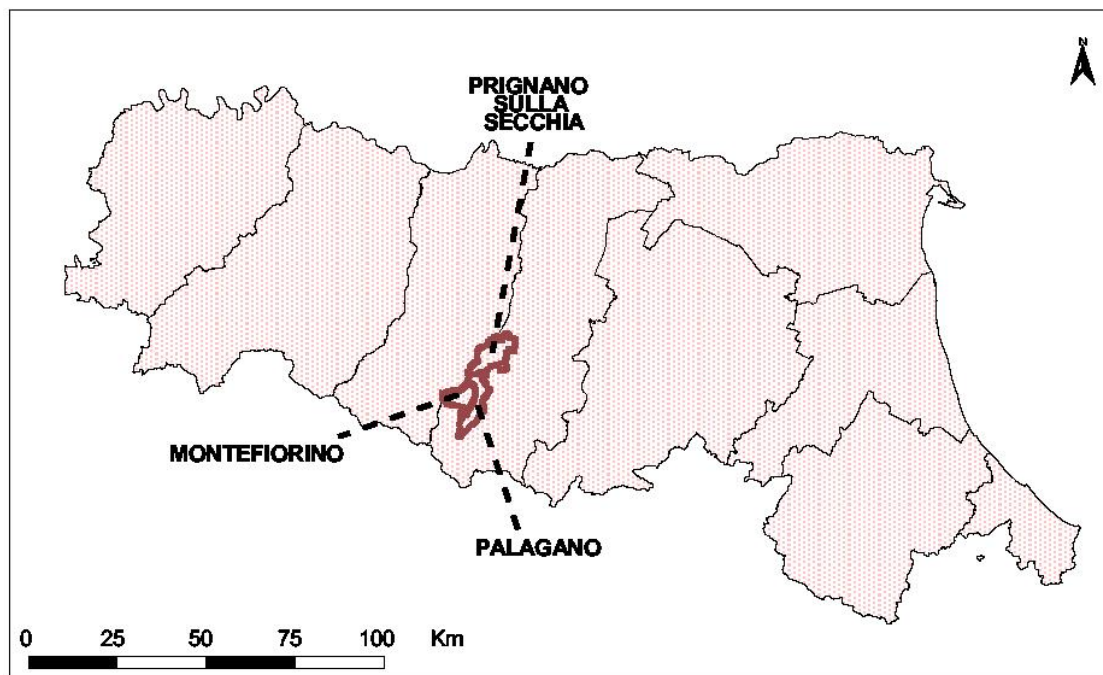 N
PRIGNANO
SULLA
SECCHIA
MONTEFIORINO
PALAGANO
0 25 50 75 100 Km